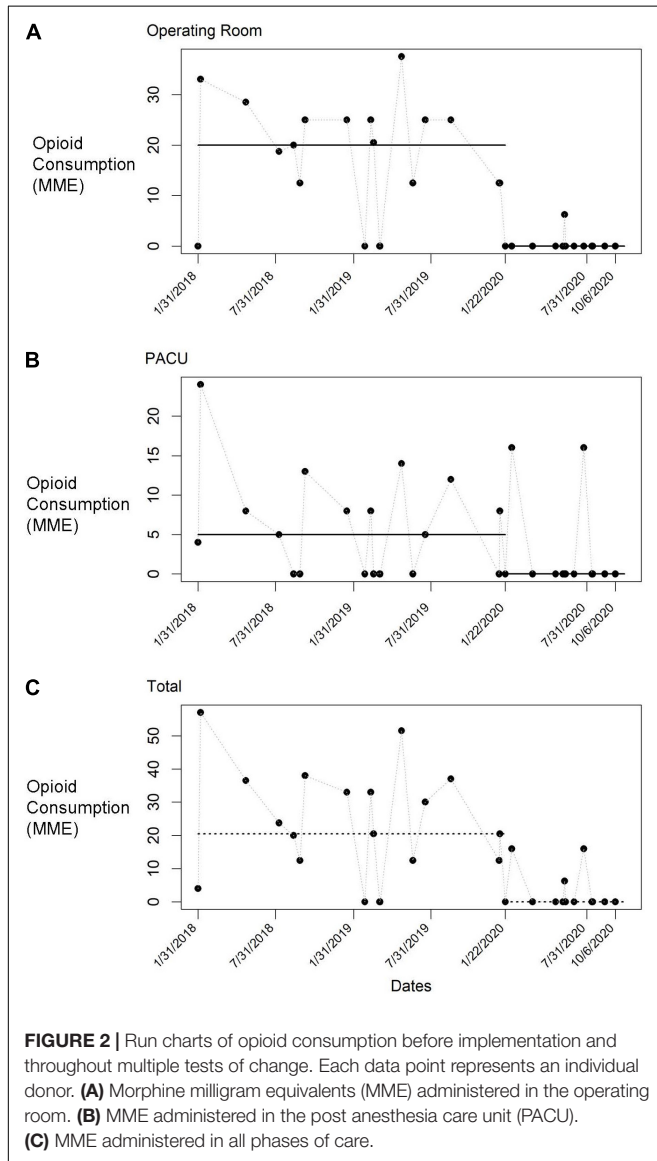 A
Operating Room
Opioid
Consumption
(MME)
30
20
10
0
1/31/2018
7/31/2018
1/31/2019
7/31/2019
1/22/2020
7/31/2020
10/6/2020
B
PACU
Opioid
Consumption
(MME)
20
15
10
5
0
1/31/2018
7/31/2018
1/31/2019
7/31/2019
1/22/2020
7/31/2020
10/6/2020
C
Total
Opioid
Consumption
(MME)
50
40
30
20
10
0
1/31/2018
7/31/2018
1/31/2019
7/31/2019
1/22/2020
7/31/2020
10/6/2020
Dates
FIGURE 2 | Run charts of opioid consumption before implementation and
throughout multiple tests of change. Each data point represents an individual
donor. (A) Morphine milligram equivalents (MME) administered in the operating
room. (B) MME administered in the post anesthesia care unit (PACU).
(C) MME administered in all phases of care.